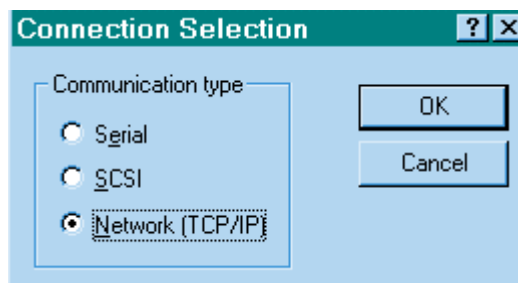 Connection Selection
Communication type
Serial
SCSI
Network (TCP/IP)
OK
Cancel